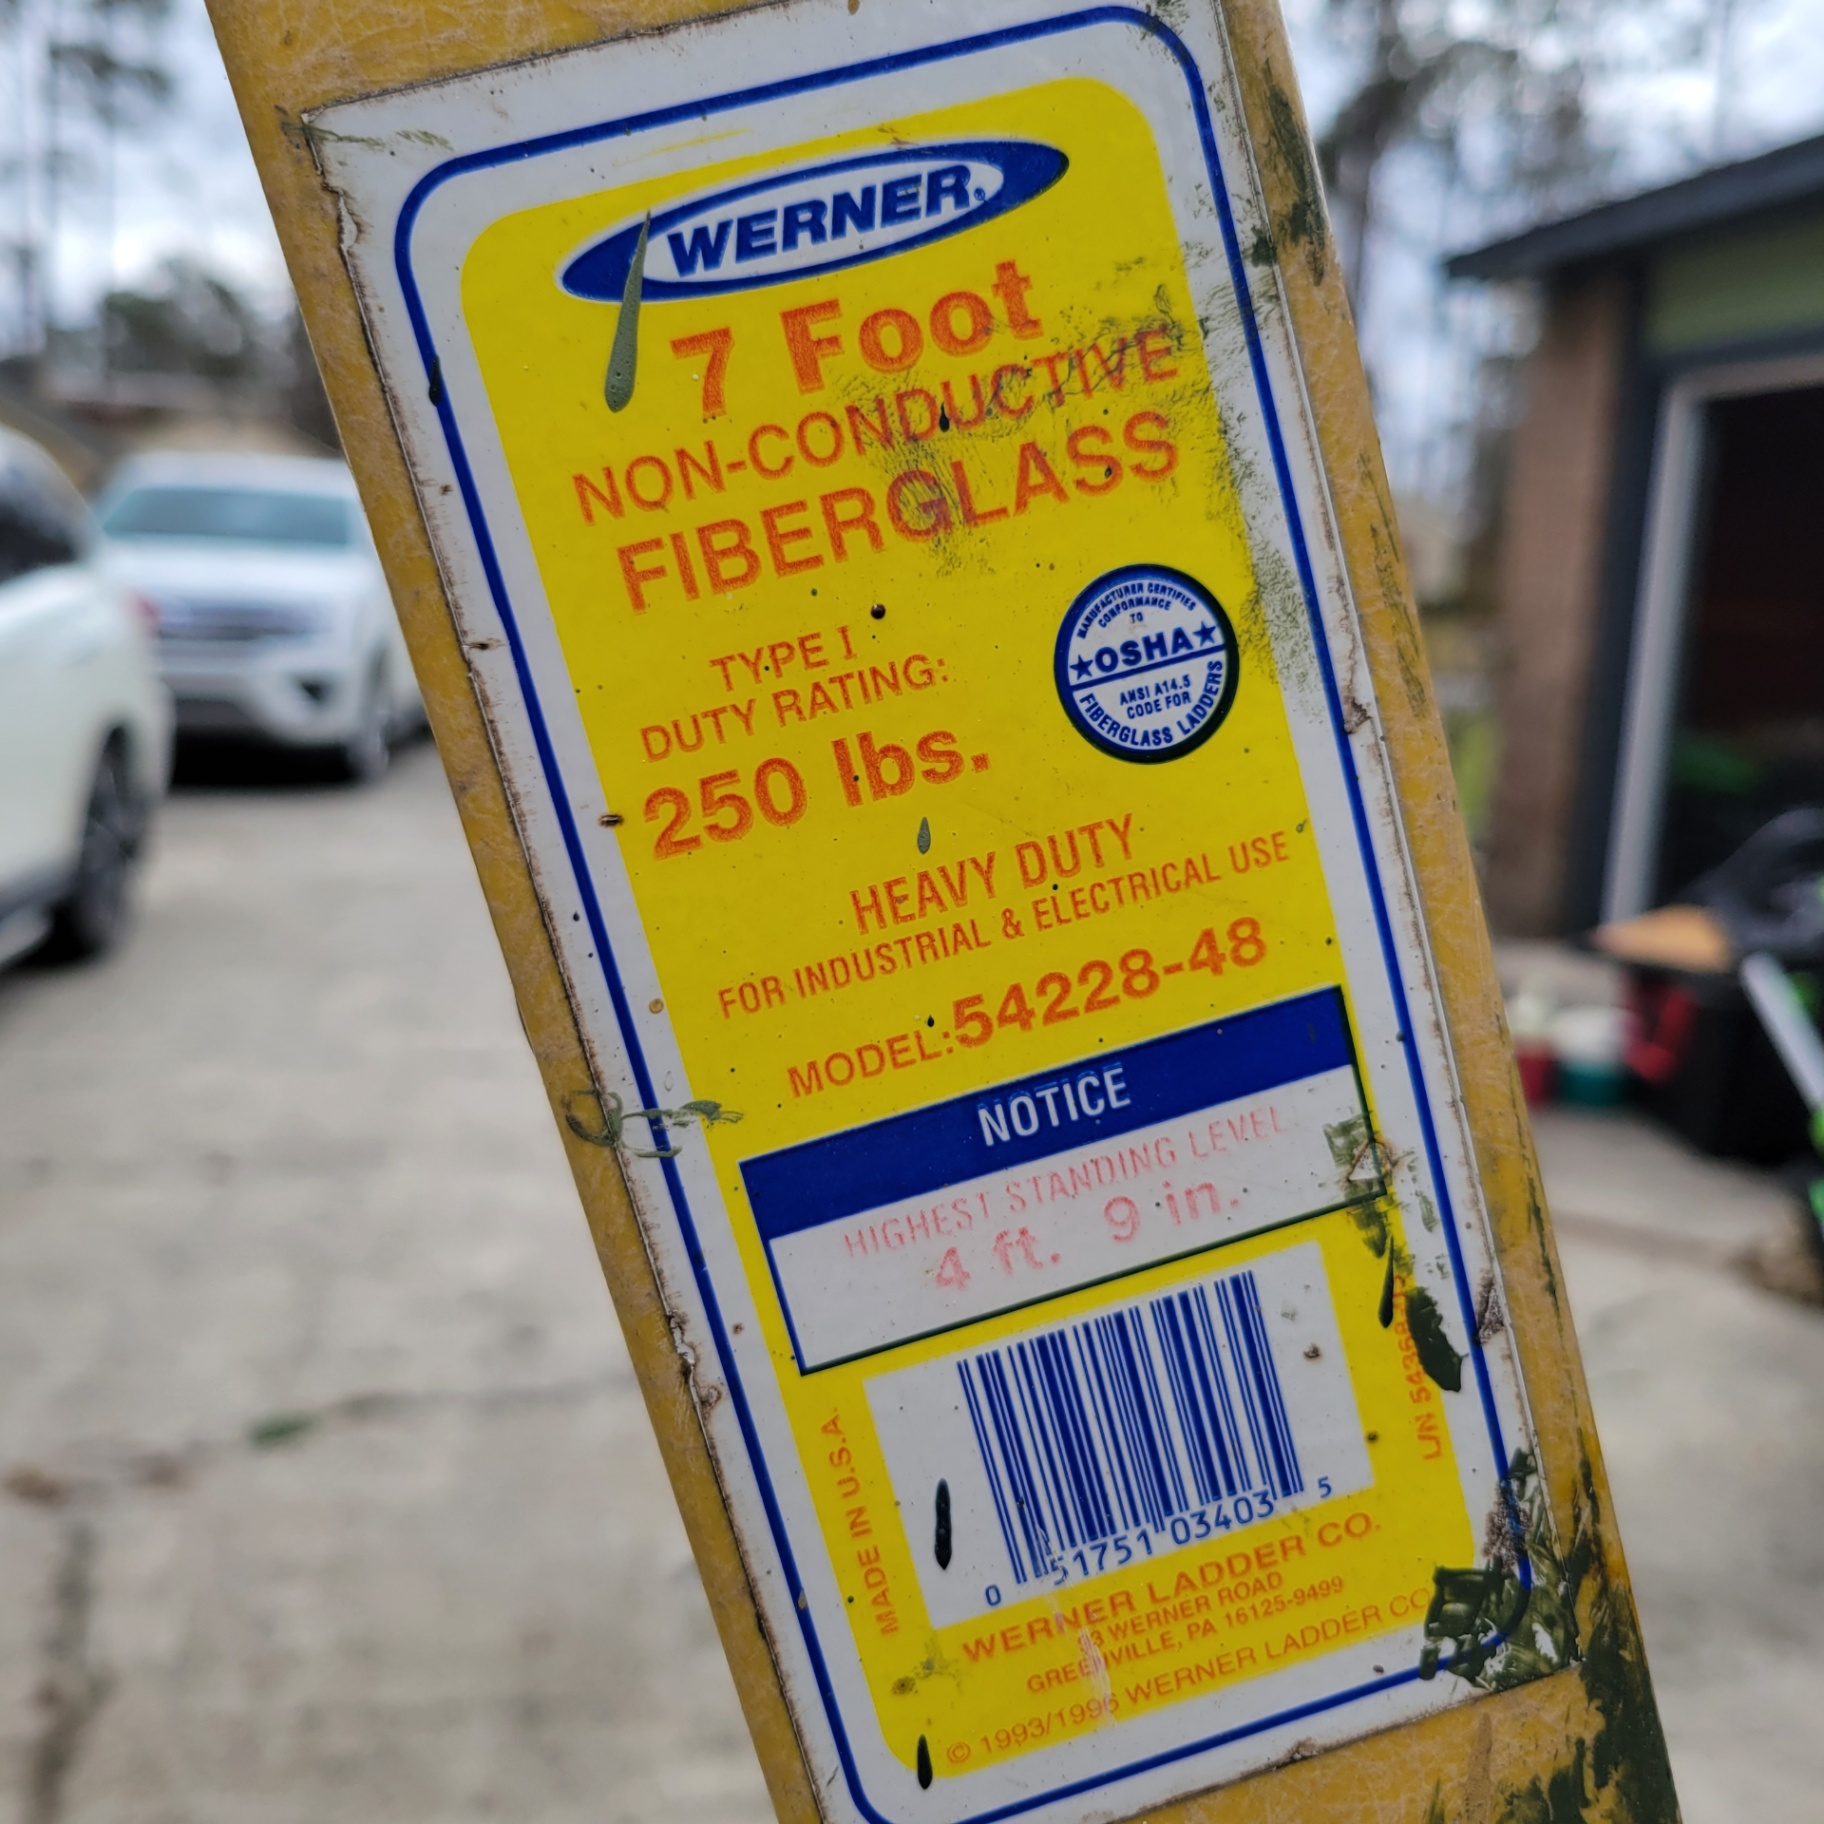 WERNER®
7 Foot
NON-CONDUCTIVE
FIBERGLASS
TYPE I
DUTY RATING:
250 lbs.
MANUFACTURER CERTIFIES
CONFORMANCE
TO
★OSHA★
ANSI A14.5
CODE FOR
FIBERGLASS LADDERS
HEAVY DUTY
FOR INDUSTRIAL & ELECTRICAL USE
MODEL:54228-48
NOTICE
HIGHEST STANDING LEVEL
4 ft. 9 in.
MADE IN U.S.A.
0 51751 03403 5
L/N
WERNER LADDER CO.
93 WERNER ROAD
GREENVILLE, PA 16125-9499
© 1993/1996 WERNER LADDER CO